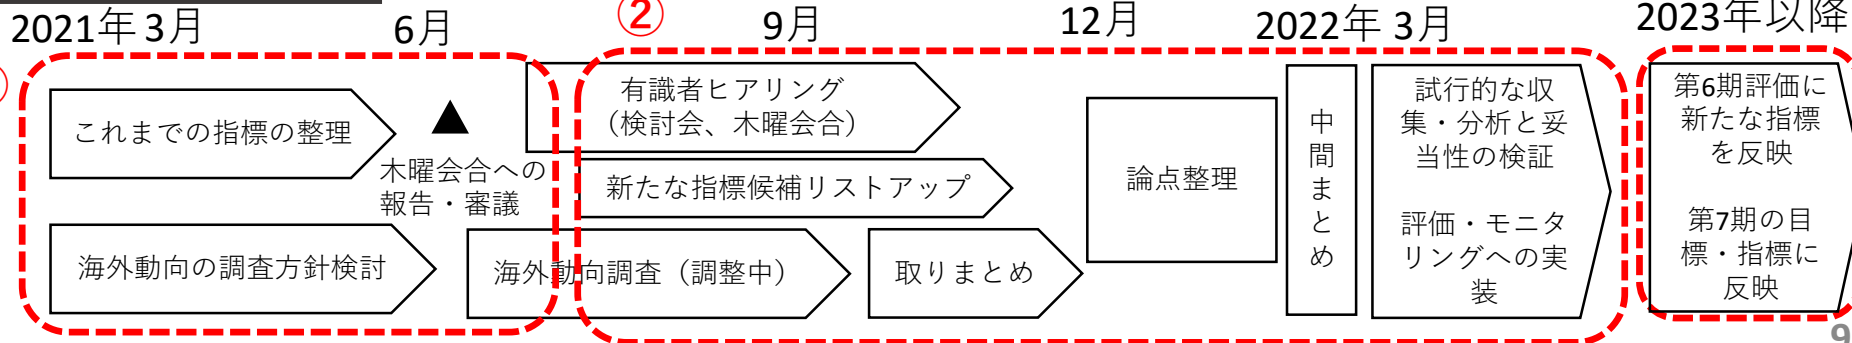 2021年 3月
6月
②
9月
12月
2022年 3月
2023年以降
これまでの指標の整理
▲
木曜会合への
報告・審議
海外動向の調査方針検討
有識者ヒアリング
(検討会、木曜会合)
新たな指標候補リストアップ
海外動向調査（調整中）
取りまとめ
論点整理
中間まとめ
試行的な収
集・分析と妥
当性の検証
評価・モニタ
リングへの実
装
第6期評価に
新たな指標
を反映
第7期の目
標・指標に
反映
9